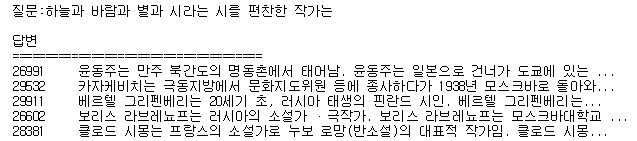 질문:하늘과 바람과 별과 시라는 시를 편찬한 작가는
답변
==================================
26991 윤동주는 만주 북간도의 명동촌에서 태어남. 윤동주는 일본으로 건너가 도쿄에 있는 ...
29532 카자케비치는 극동지방에서 문화지도위원 등에 종사하다가 1938년 모스크바로 돌아와...
29911 베르텔 그리펜베리는 20세기 초, 러시아 태생의 핀란드 시인. 베르텔 그리펜베리는...
26602 보리스 라브레뇨프는 러시아의 소설가 ·극작가. 보리스 라브레뇨프는 모스크바대학교 ...
28381 클로드 시몽는 프랑스의 소설가로 누보 로망(반소설)의 대표적 작가임. 클로드 시몽...